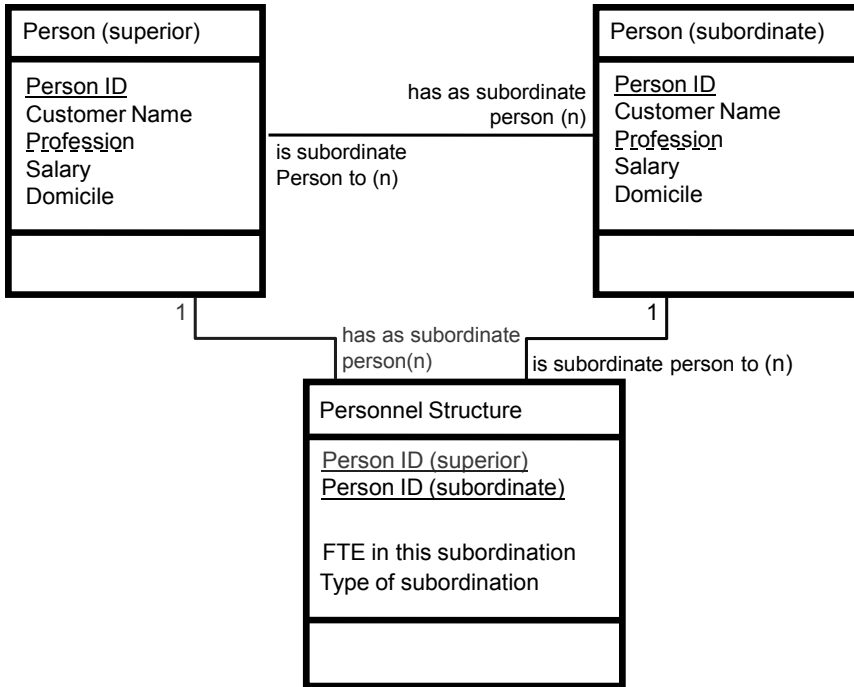 Person (superior)
Person ID
Customer Name
Profession
Salary
Domicile
has as subordinate
person (n)
is subordinate
Person to (n)
Person (subordinate)
Person ID
Customer Name
Profession
Salary
Domicile
1
has as subordinate
person(n)
1
is subordinate person to (n)
Personnel Structure
Person ID (superior)
Person ID (subordinate)
FTE in this subordination
Type of subordination